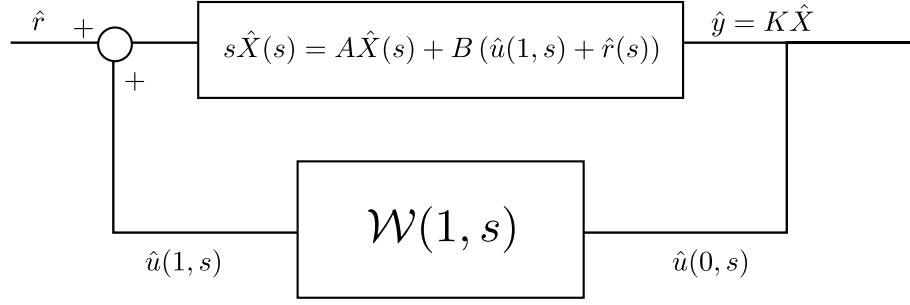 r̂
+
sX̂(s) = AX̂(s) + B (û(1, s) + r̂(s))
ŷ = KX̂
+
𝒲(1, s)
û(1, s)
û(0, s)